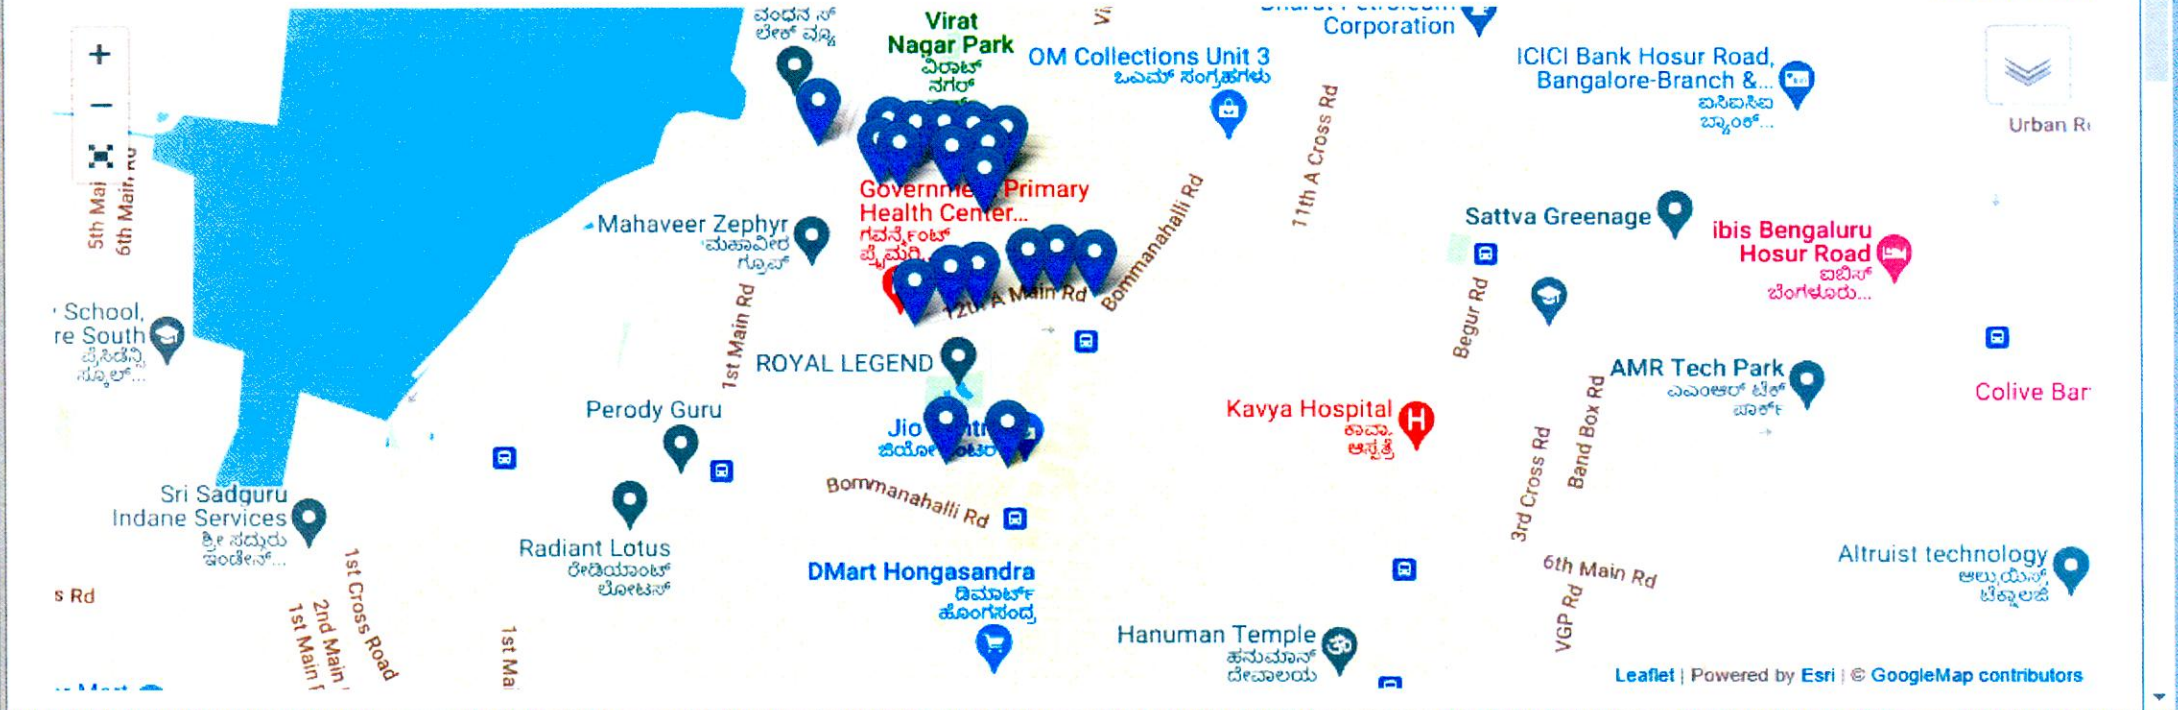 ಲೇಕ್ ವ್ಯೂ
Virat
Nagar Park
ವಿರಾಟ್
ನಗರ್
OM Collections Unit 3
ಒಎಮ್ ಸಂಗ್ರಹಗಳು
Corporation
ICICI Bank Hosur Road,
Bangalore-Branch &...
ಐಸಿಐಸಿಐ
ಬ್ಯಾಂಕ್...
+
−
5th Mai
6th Main Rd
11th A Cross Rd
Bommanahalli Rd
Government Primary
Health Center...
ಗವರ್ನ್ಮೆಂಟ್
ಪ್ರೈಮರಿ
Mahaveer Zephyr
ಮಹಾವೀರ
ಗ್ರೂಪ್
Sattva Greenage
ibis Bengaluru
Hosur Road
ಐಬಿಸ್
ಬೆಂಗಳೂರು...
School,
re South
ಪ್ರೆಸಿಡೆನ್ಸಿ
ಸ್ಕೂಲ್...
1st Main Rd
12th A Main Rd
Begur Rd
ROYAL LEGEND
AMR Tech Park
ಎಎಂಆರ್ ಟೆಕ್
ಪಾರ್ಕ್
Colive Bar
Perody Guru
Jio
Kavya Hospital
ಕಾವ್ಯಾ
ಆಸ್ಪತ್ರೆ
3rd Cross Rd
Band Box Rd
Bommanahalli Rd
Sri Sadguru
Indane Services
ಶ್ರೀ ಸದ್ಗುರು
ಇಂಡೇನ್...
Radiant Lotus
ರೇಡಿಯಾಂಟ್
ಲೋಟಸ್
DMart Hongasandra
ಡಿಮಾರ್ಟ್
ಹೊಂಗಸಂದ್ರ
6th Main Rd
VGP Rd
Altruist technology
s Rd
1st Cross Road
2nd Main
1st Main
1st Mai
Hanuman Temple
ಹನುಮಾನ್
ದೇವಾಲಯ
Leaflet | Powered by Esri | © GoogleMap contributors